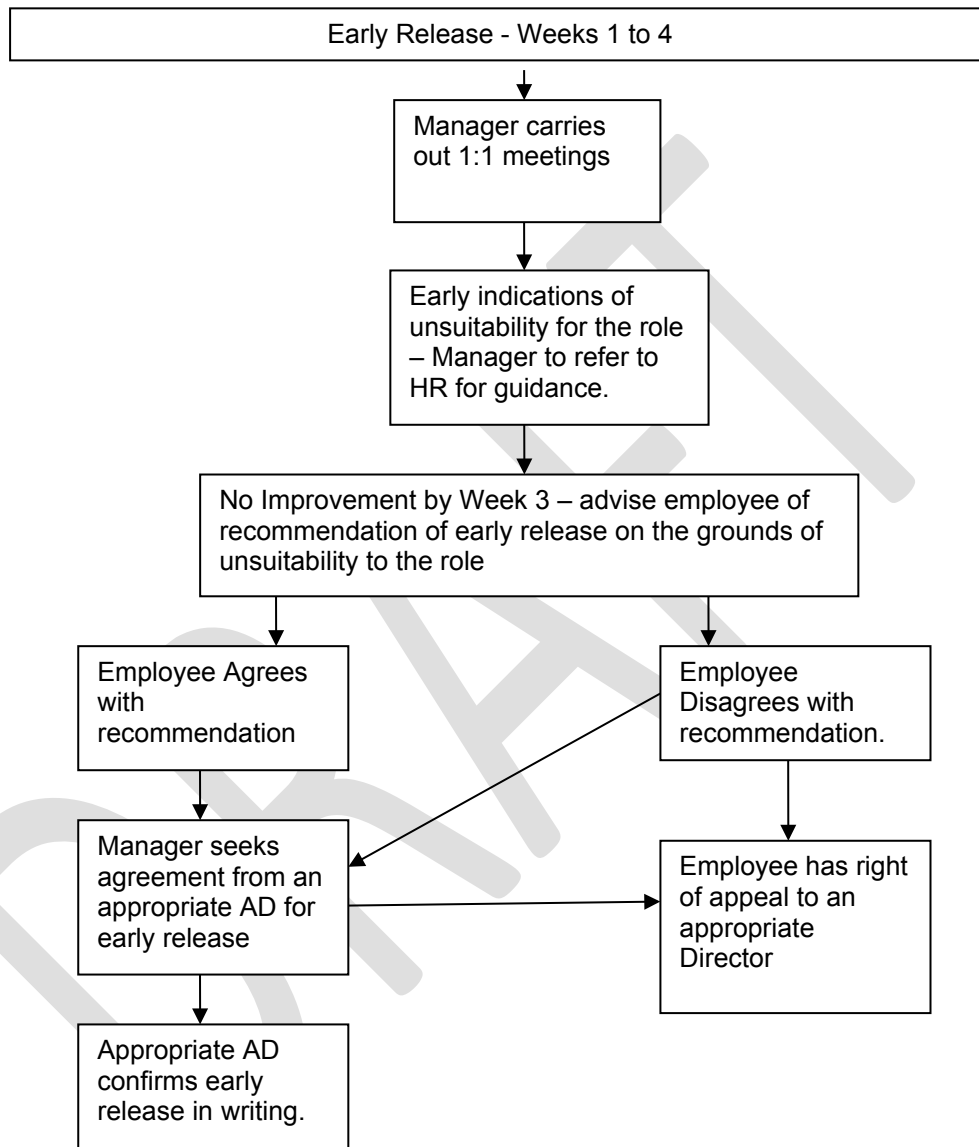 Early Release - Weeks 1 to 4
Manager carries
out 1:1 meetings
Early indications of
unsuitability for the role
– Manager to refer to
HR for guidance.
No Improvement by Week 3 – advise employee of
recommendation of early release on the grounds of
unsuitability to the role
Employee Agrees
with
recommendation
Employee
Disagrees with
recommendation.
Manager seeks
agreement from an
appropriate AD for
early release
Employee has right
of appeal to an
appropriate
Director
Appropriate AD
confirms early
release in writing.
DRAFT